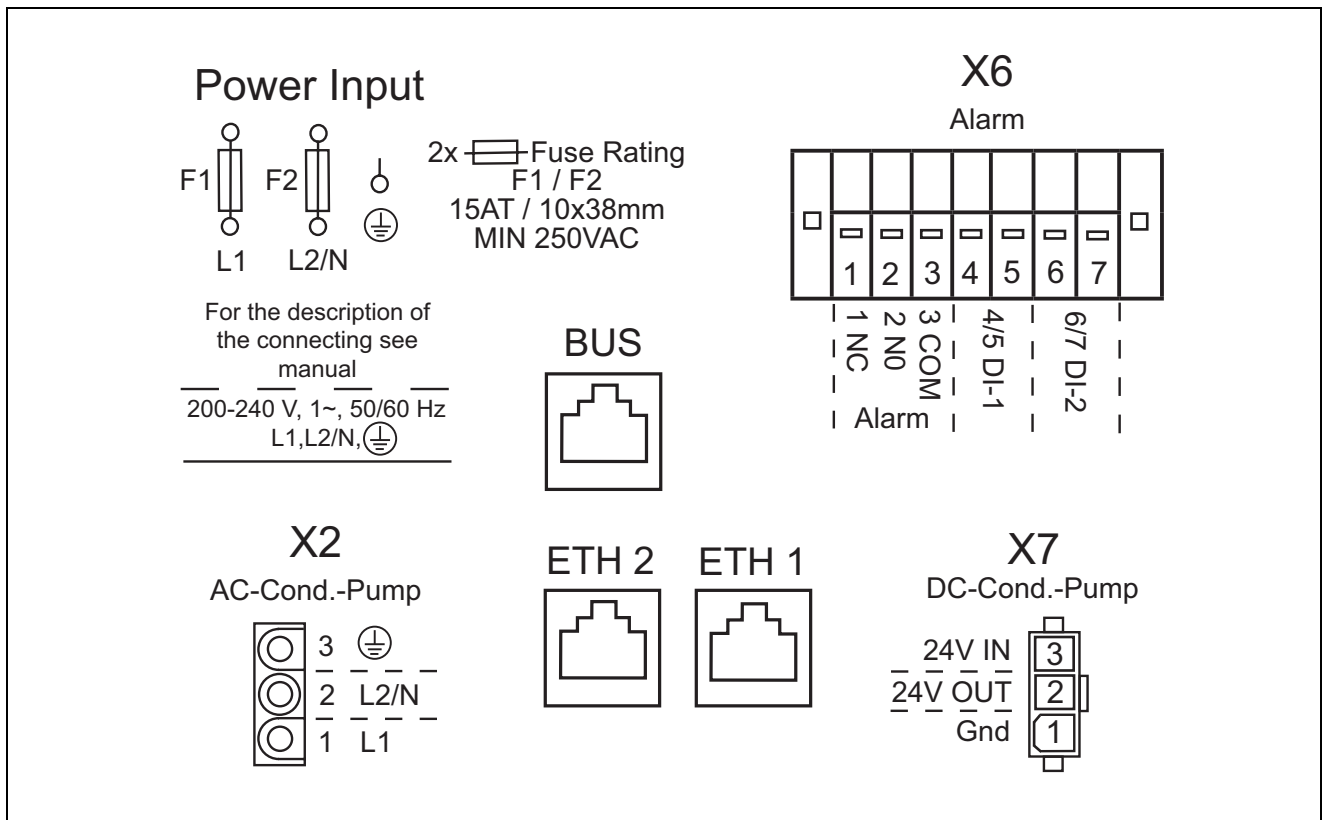 Power Input
F1
F2
L1
L2/N
2x Fuse Rating
F1 / F2
15AT / 10x38mm
MIN 250VAC
For the description of
the connecting see
manual
200-240 V, 1~, 50/60 Hz
L1,L2/N,
X6
Alarm
1 2 3 4 5 6 7
1 NC
2 N0
3 COM
4/5 DI-1
6/7 DI-2
Alarm
BUS
X2
AC-Cond.-Pump
3
2 L2/N
1 L1
ETH 2
ETH 1
X7
DC-Cond.-Pump
24V IN 3
24V OUT 2
Gnd 1